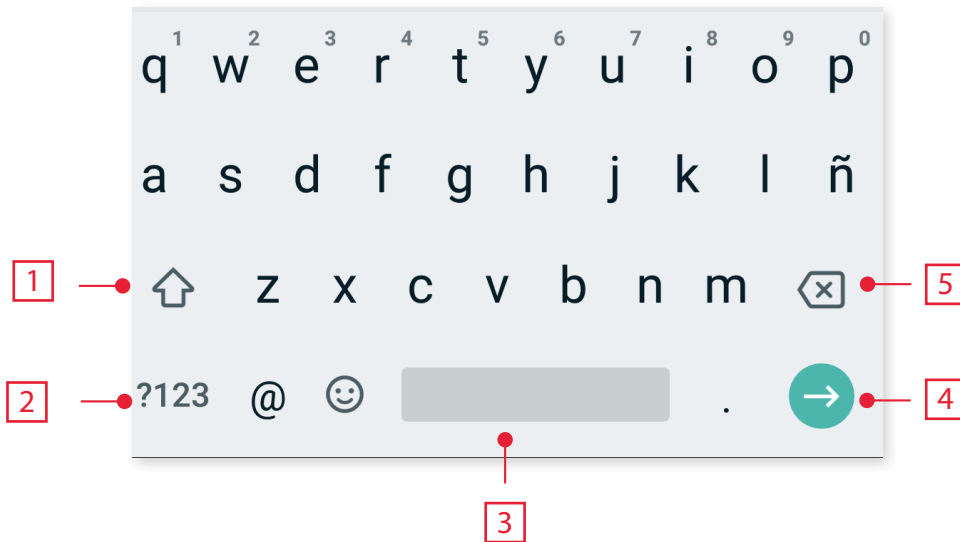 1 2 3 4 5 6 7 8 9 0
q w e r t y u i o p
a s d f g h j k l ñ
1 z x c v b n m 5
2 ?123 @ . 4
3